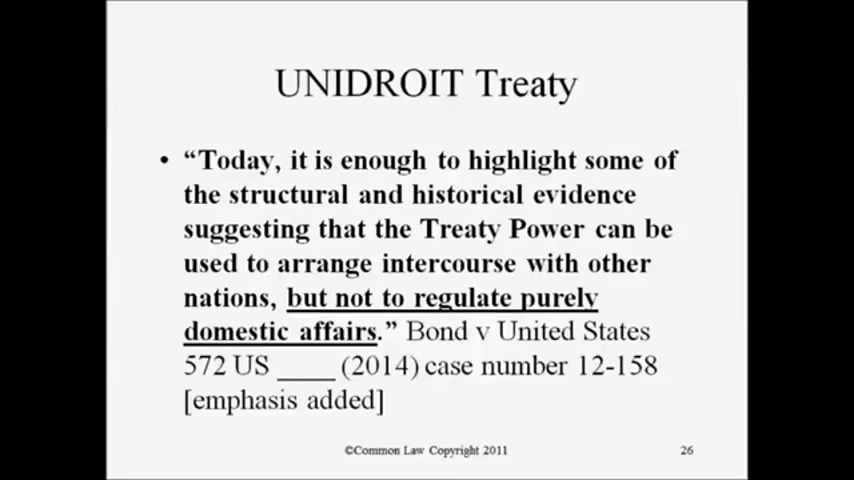 UNIDROIT Treaty
• “Today, it is enough to highlight some of
the structural and historical evidence
suggesting that the Treaty Power can be
used to arrange intercourse with other
nations, but not to regulate purely
domestic affairs.” Bond v United States
572 US ____ (2014) case number 12-158
[emphasis added]
©Common Law Copyright 2011
26